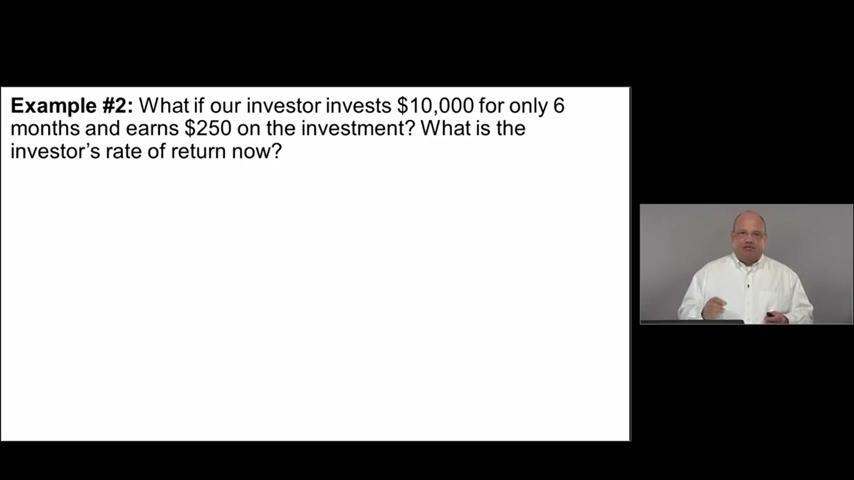 Example #2: What if our investor invests $10,000 for only 6
months and earns $250 on the investment? What is the
investor’s rate of return now?